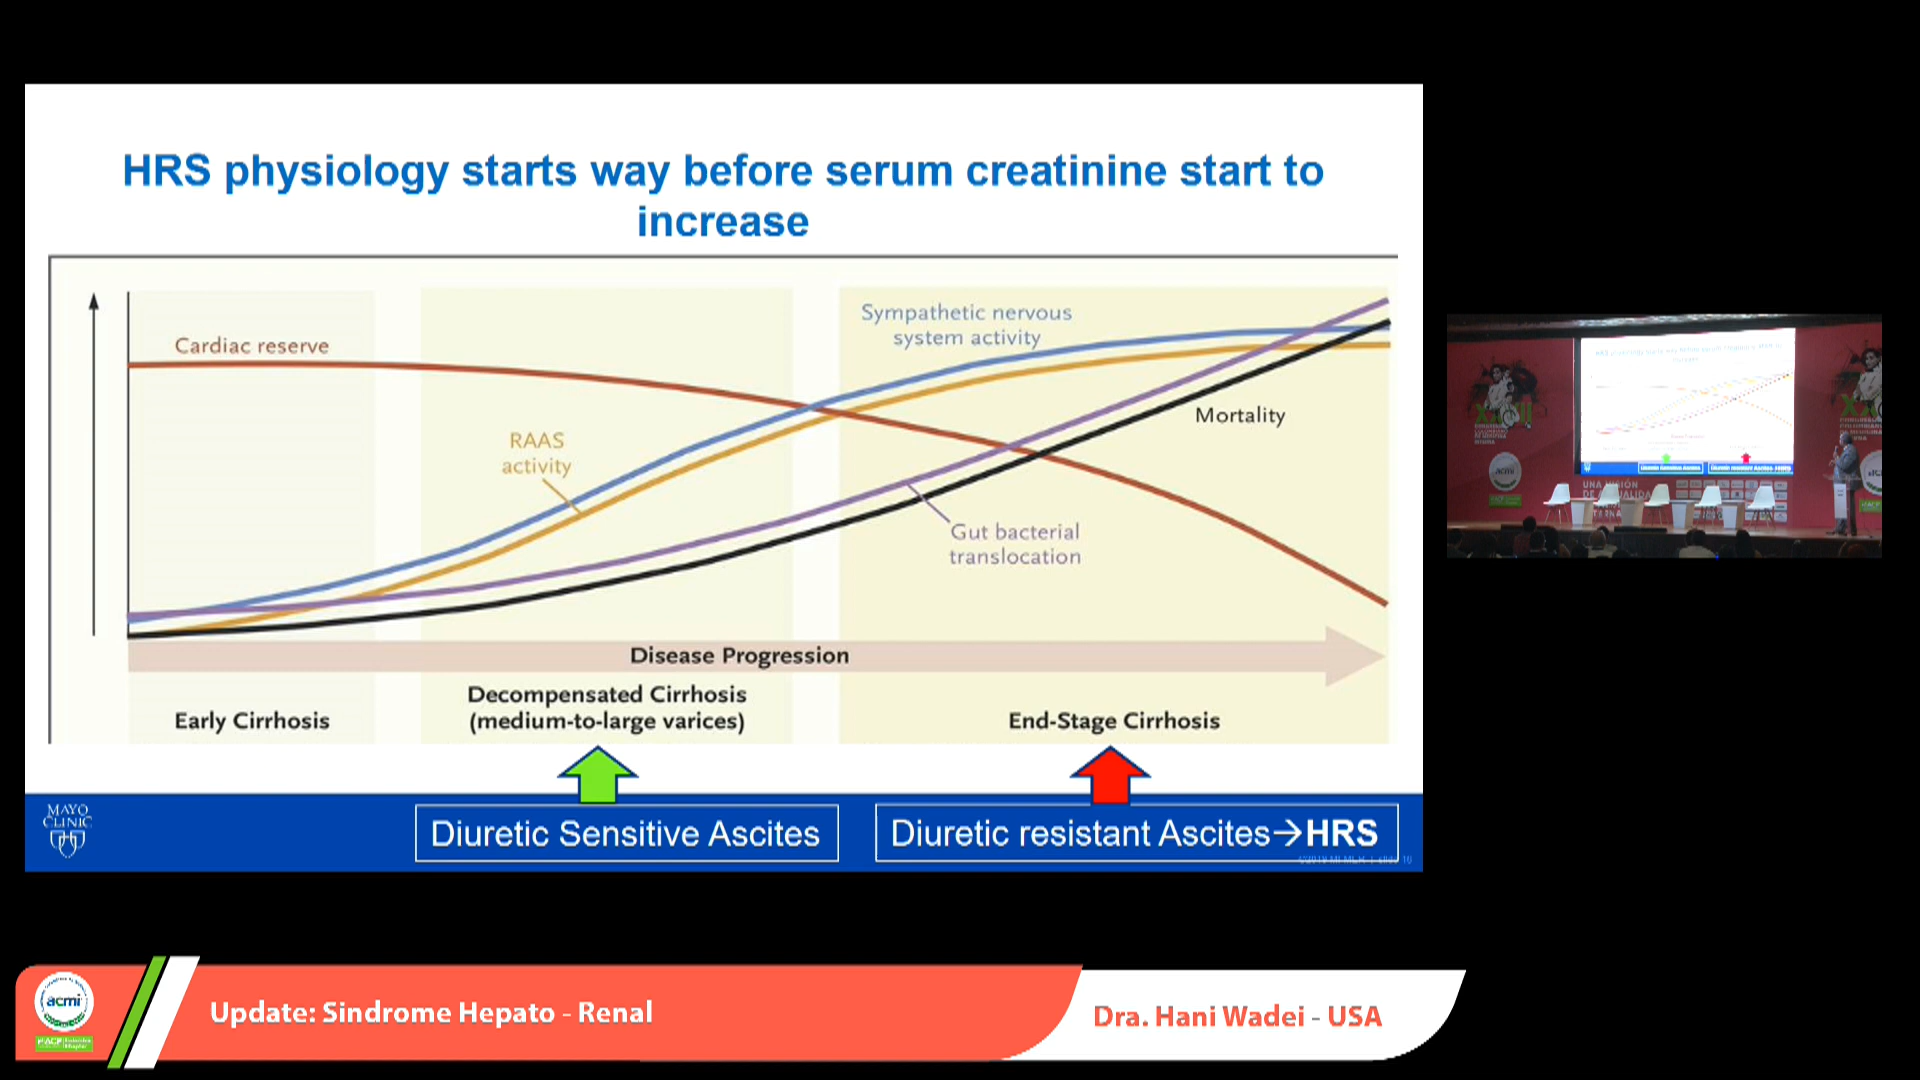 HRS physiology starts way before serum creatinine start to
increase
Cardiac reserve
Sympathetic nervous
system activity
RAAS
activity
Mortality
Gut bacterial
translocation
Disease Progression
Early Cirrhosis
Decompensated Cirrhosis
(medium-to-large varices)
End-Stage Cirrhosis
MAYO
CLINIC
Diuretic Sensitive Ascites
Diuretic resistant Ascites→HRS
acmi
Update: Sindrome Hepato - Renal
Dra. Hani Wadei - USA